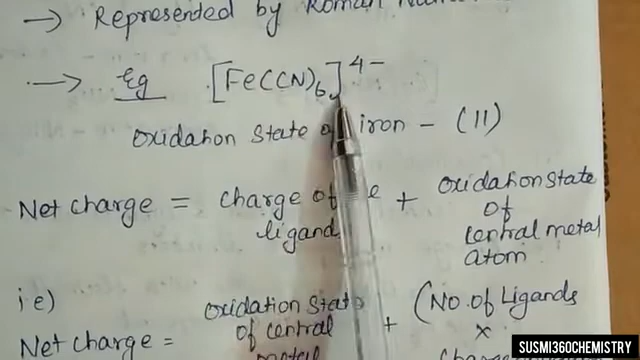 → Represented by Roman
→ Eg [Fe(CN)6]4-
Oxidation State of iron - (II)
Net charge = charge of + Oxidation state
ligand of
central metal
atom
ie) Oxidation State (No. of Ligands
Net charge = of central + ×
metal
SUSMI360CHEMISTRY